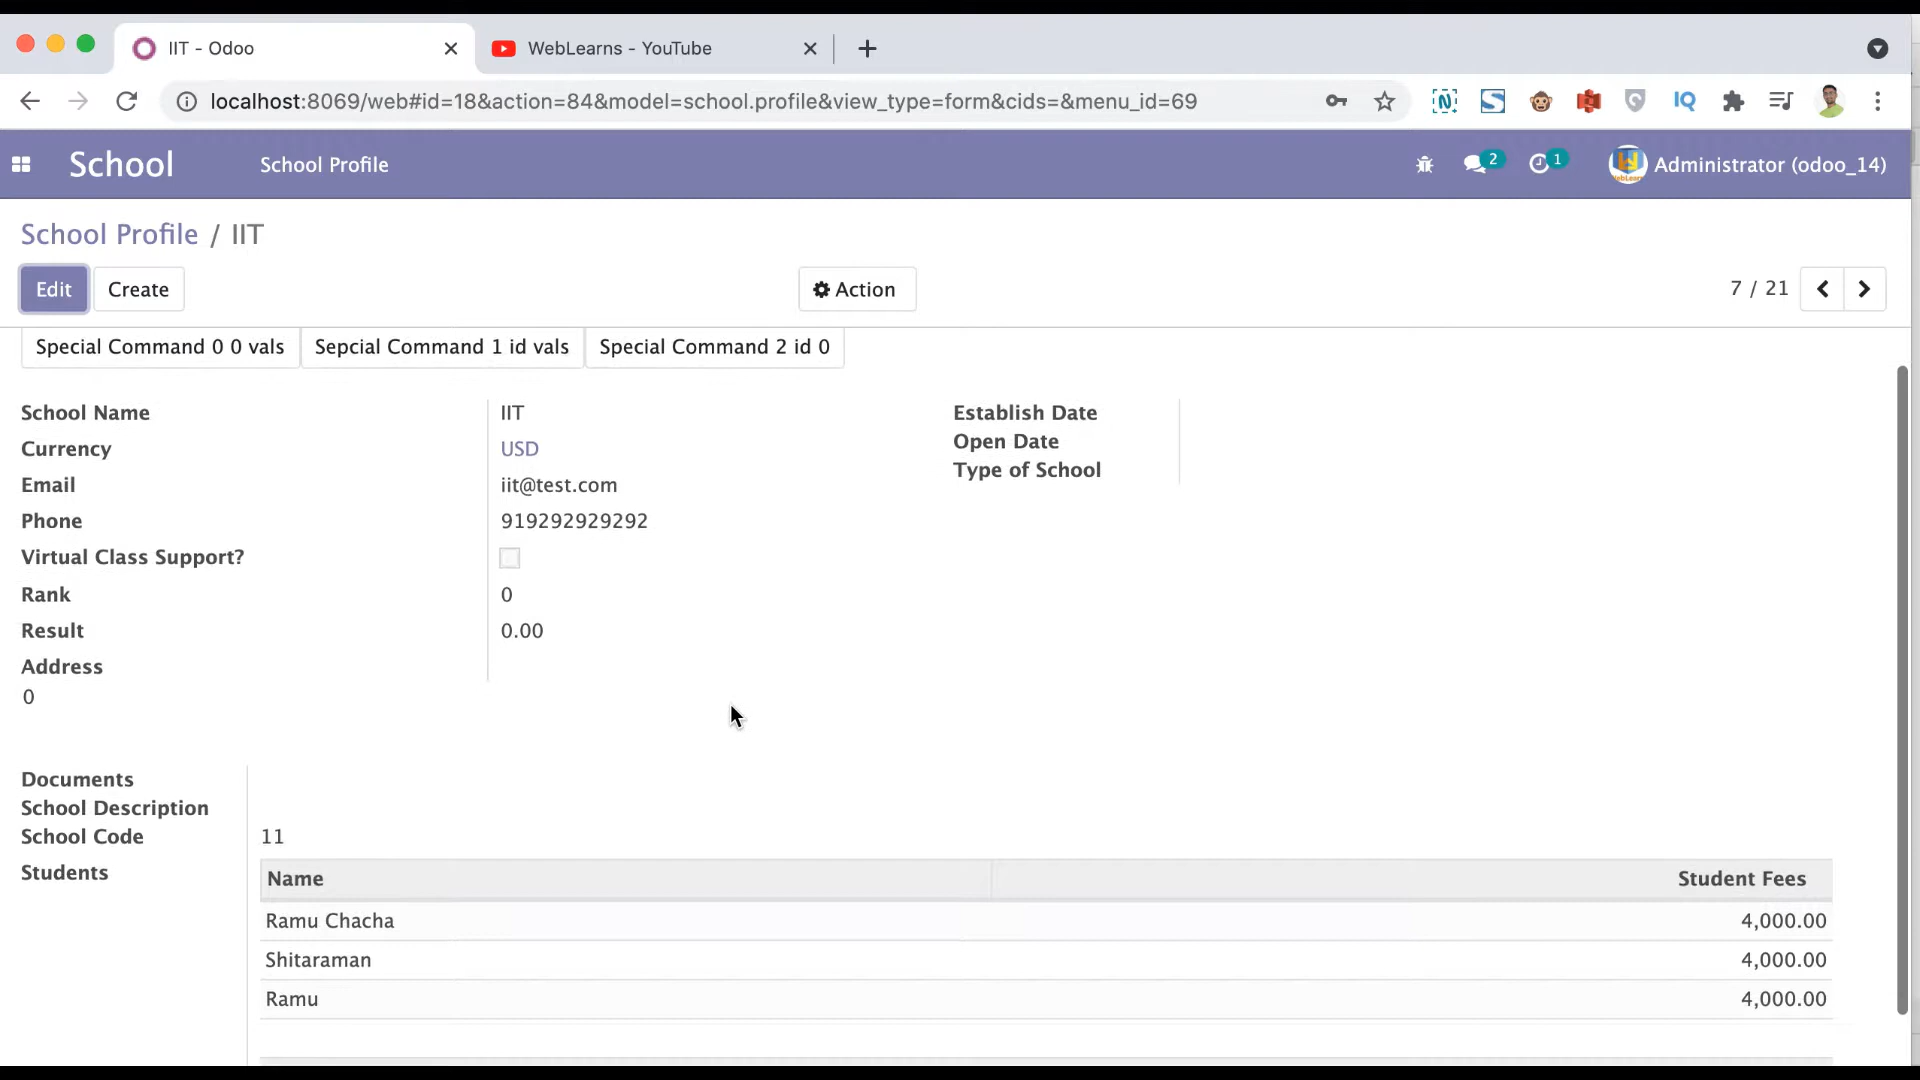 IIT - Odoo
WebLearns - YouTube
localhost:8069/web#id=18&action=84&model=school.profile&view_type=form&cids=&menu_id=69
IQ
School
School Profile
2
1
Administrator (odoo_14)
School Profile / IIT
Edit
Create
Action
7 / 21
Special Command 0 0 vals
Sepcial Command 1 id vals
Special Command 2 id 0
School Name
IIT
Establish Date
Currency
USD
Open Date
Type of School
Email
iit@test.com
Phone
919292929292
Virtual Class Support?
Rank
0
Result
0.00
Address
0
Documents
School Description
School Code
11
Students
Name
Student Fees
Ramu Chacha
4,000.00
Shitaraman
4,000.00
Ramu
4,000.00